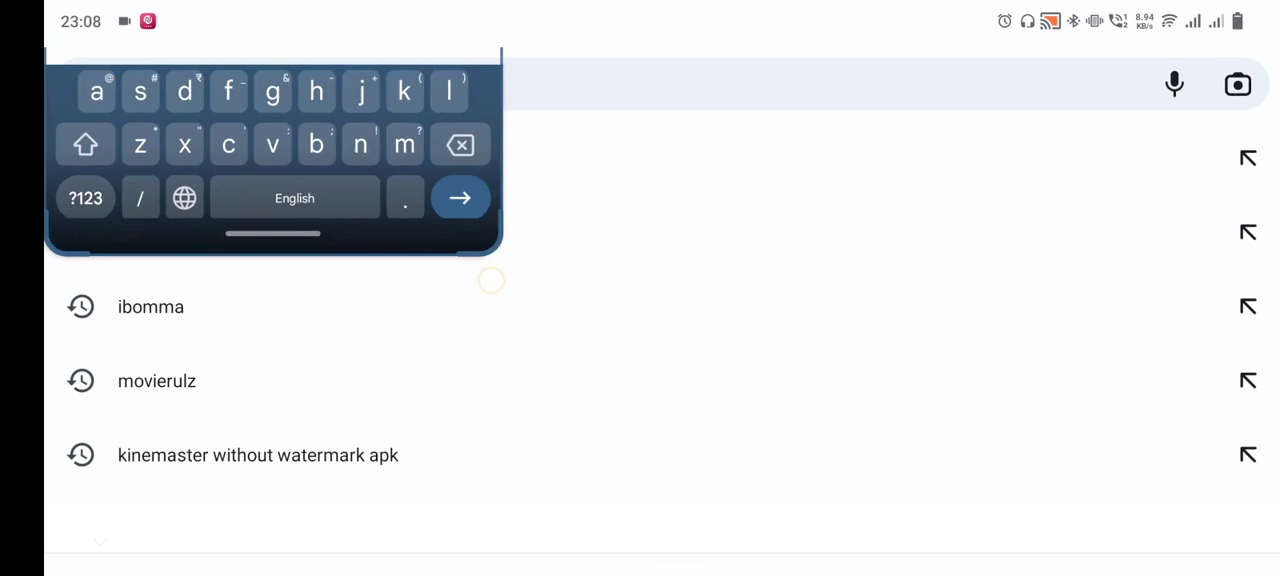 23:08 8.94 KB/s
@ # ₹ _ & - + ( )
a s d f g h j k l
* " ' : ; ! ?
z x c v b n m
?123 / English .
ibomma
movierulz
kinemaster without watermark apk